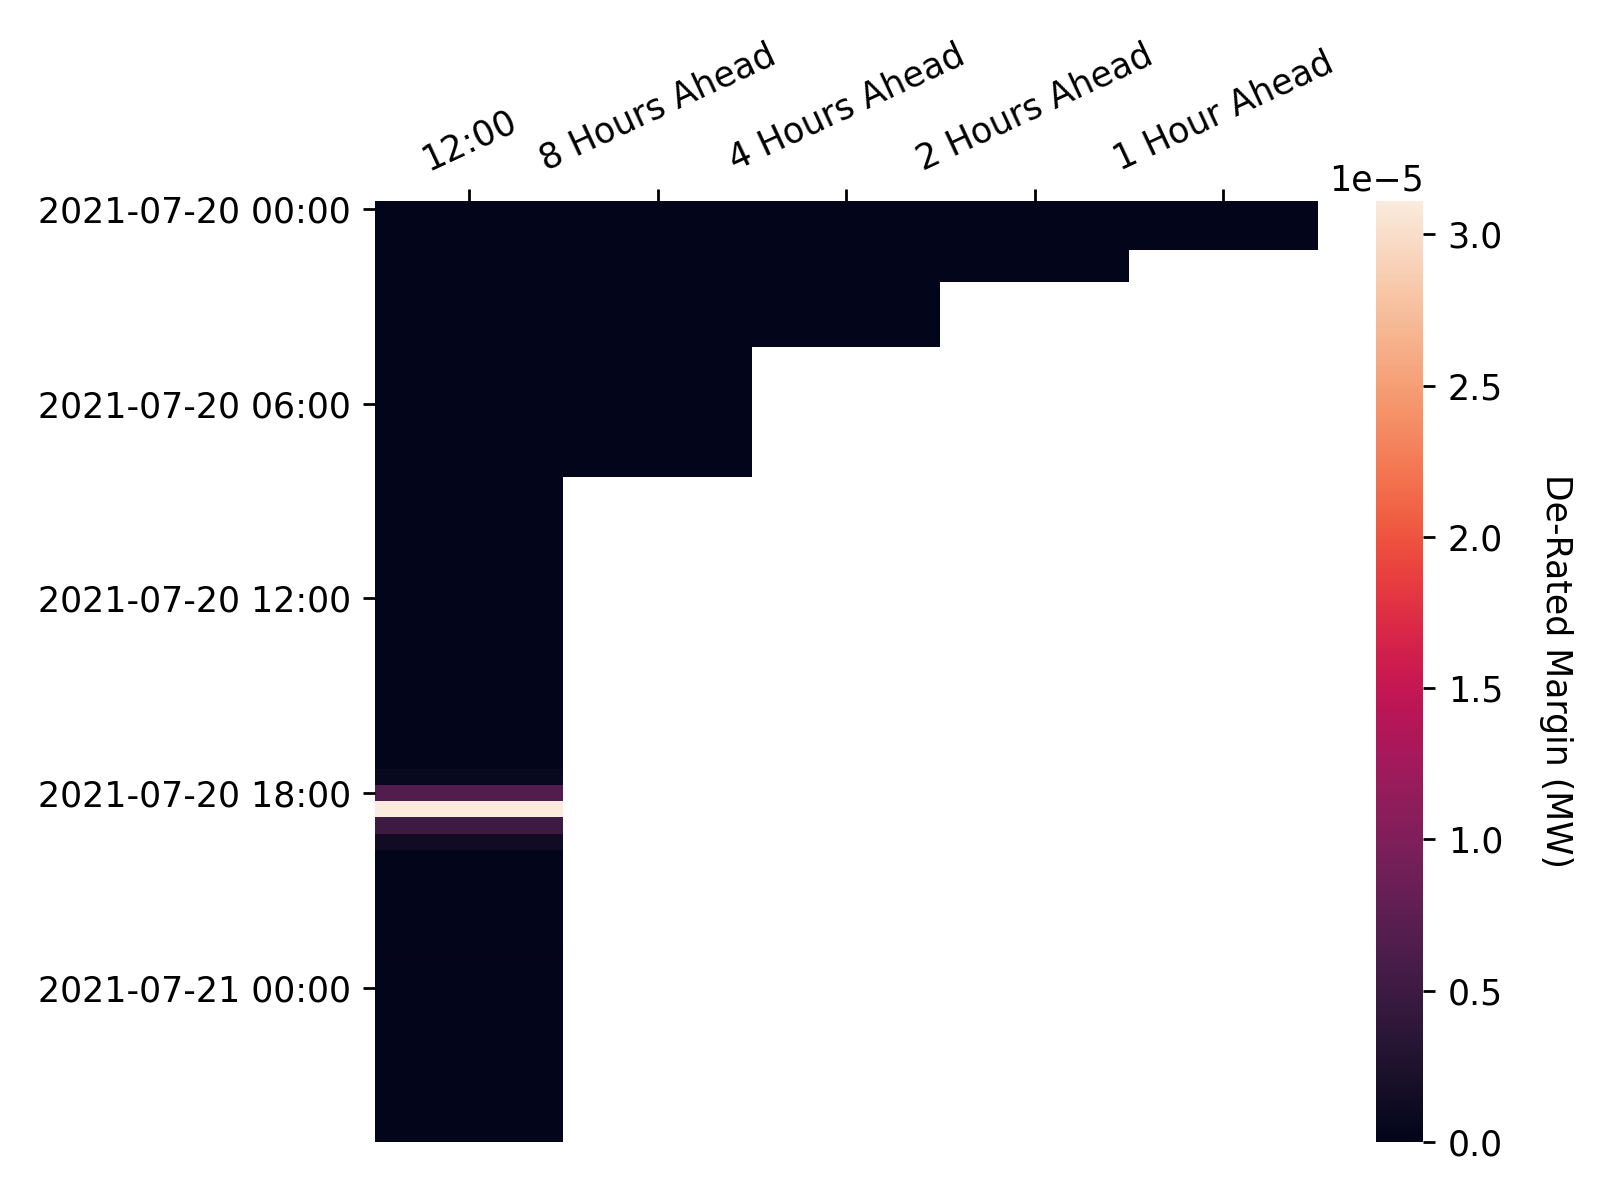 12:00
8 Hours Ahead
4 Hours Ahead
2 Hours Ahead
1 Hour Ahead
2021-07-20 00:00
2021-07-20 06:00
2021-07-20 12:00
2021-07-20 18:00
2021-07-21 00:00
1e−5
3.0
2.5
2.0
1.5
1.0
0.5
0.0
De-Rated Margin (MW)